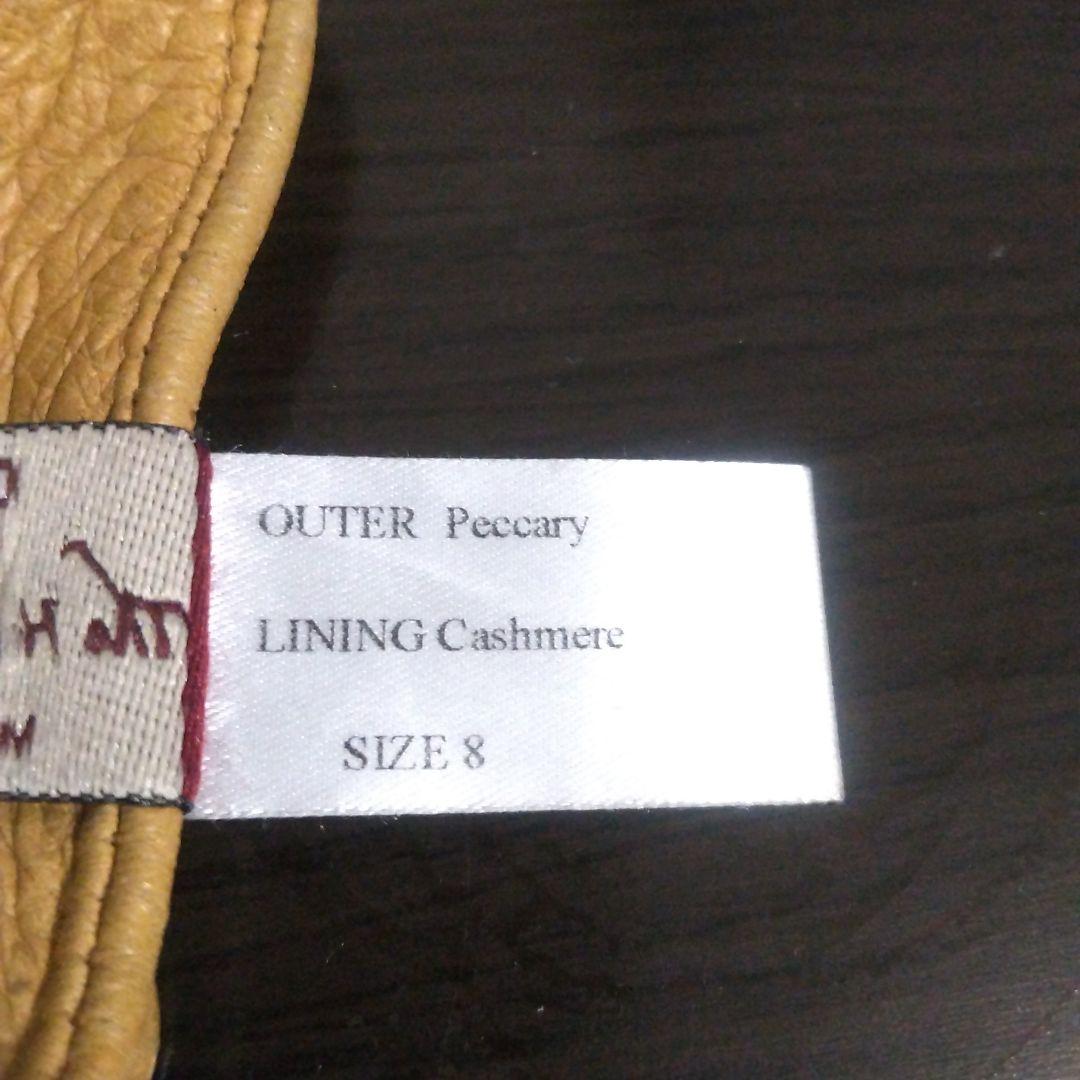 OUTER Peccary
LINING Cashmere
SIZE 8